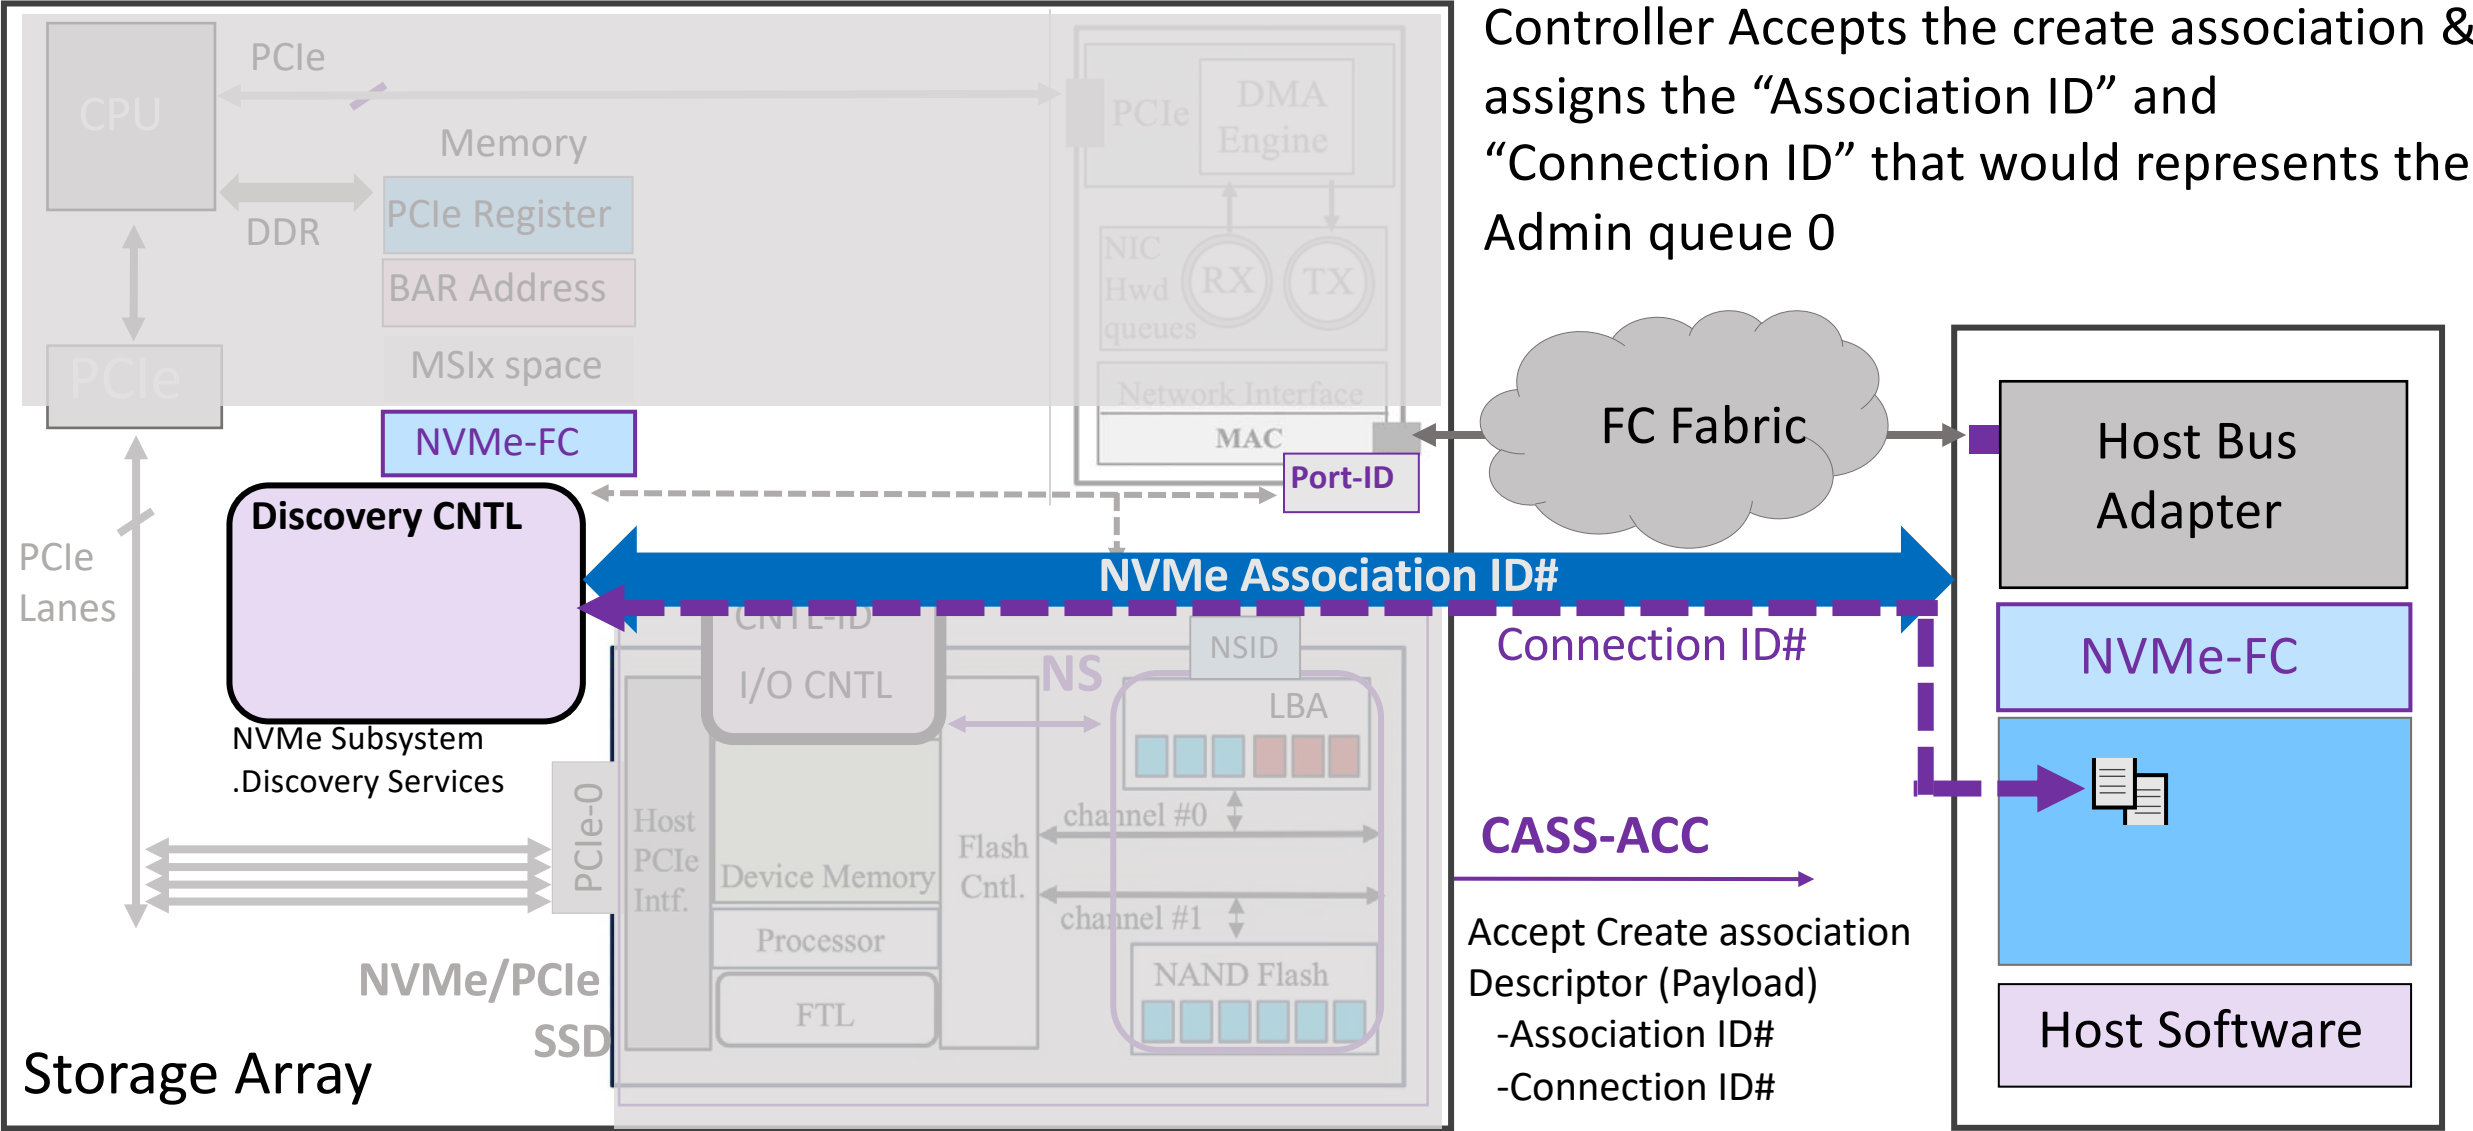 Controller Accepts the create association &
assigns the “Association ID” and
“Connection ID” that would represents the
Admin queue 0
CPU
PCIe
Memory
DDR
PCIe Register
BAR Address
MSIx space
PCIe
NVMe-FC
PCIe
DMA
Engine
NIC
Hwd
queues
RX
TX
Network Interface
MAC
Port-ID
FC Fabric
Host Bus
Adapter
NVMe-FC
Host Software
Discovery CNTL
NVMe Subsystem
.Discovery Services
PCIe
Lanes
NVMe Association ID#
Connection ID#
CNTL-ID
I/O CNTL
NS
NSID
LBA
PCIe-0
Host
PCIe
Intf.
Device Memory
Processor
FTL
Flash
Cntl.
channel #0
channel #1
NAND Flash
NVMe/PCIe
SSD
Storage Array
CASS-ACC
Accept Create association
Descriptor (Payload)
-Association ID#
-Connection ID#